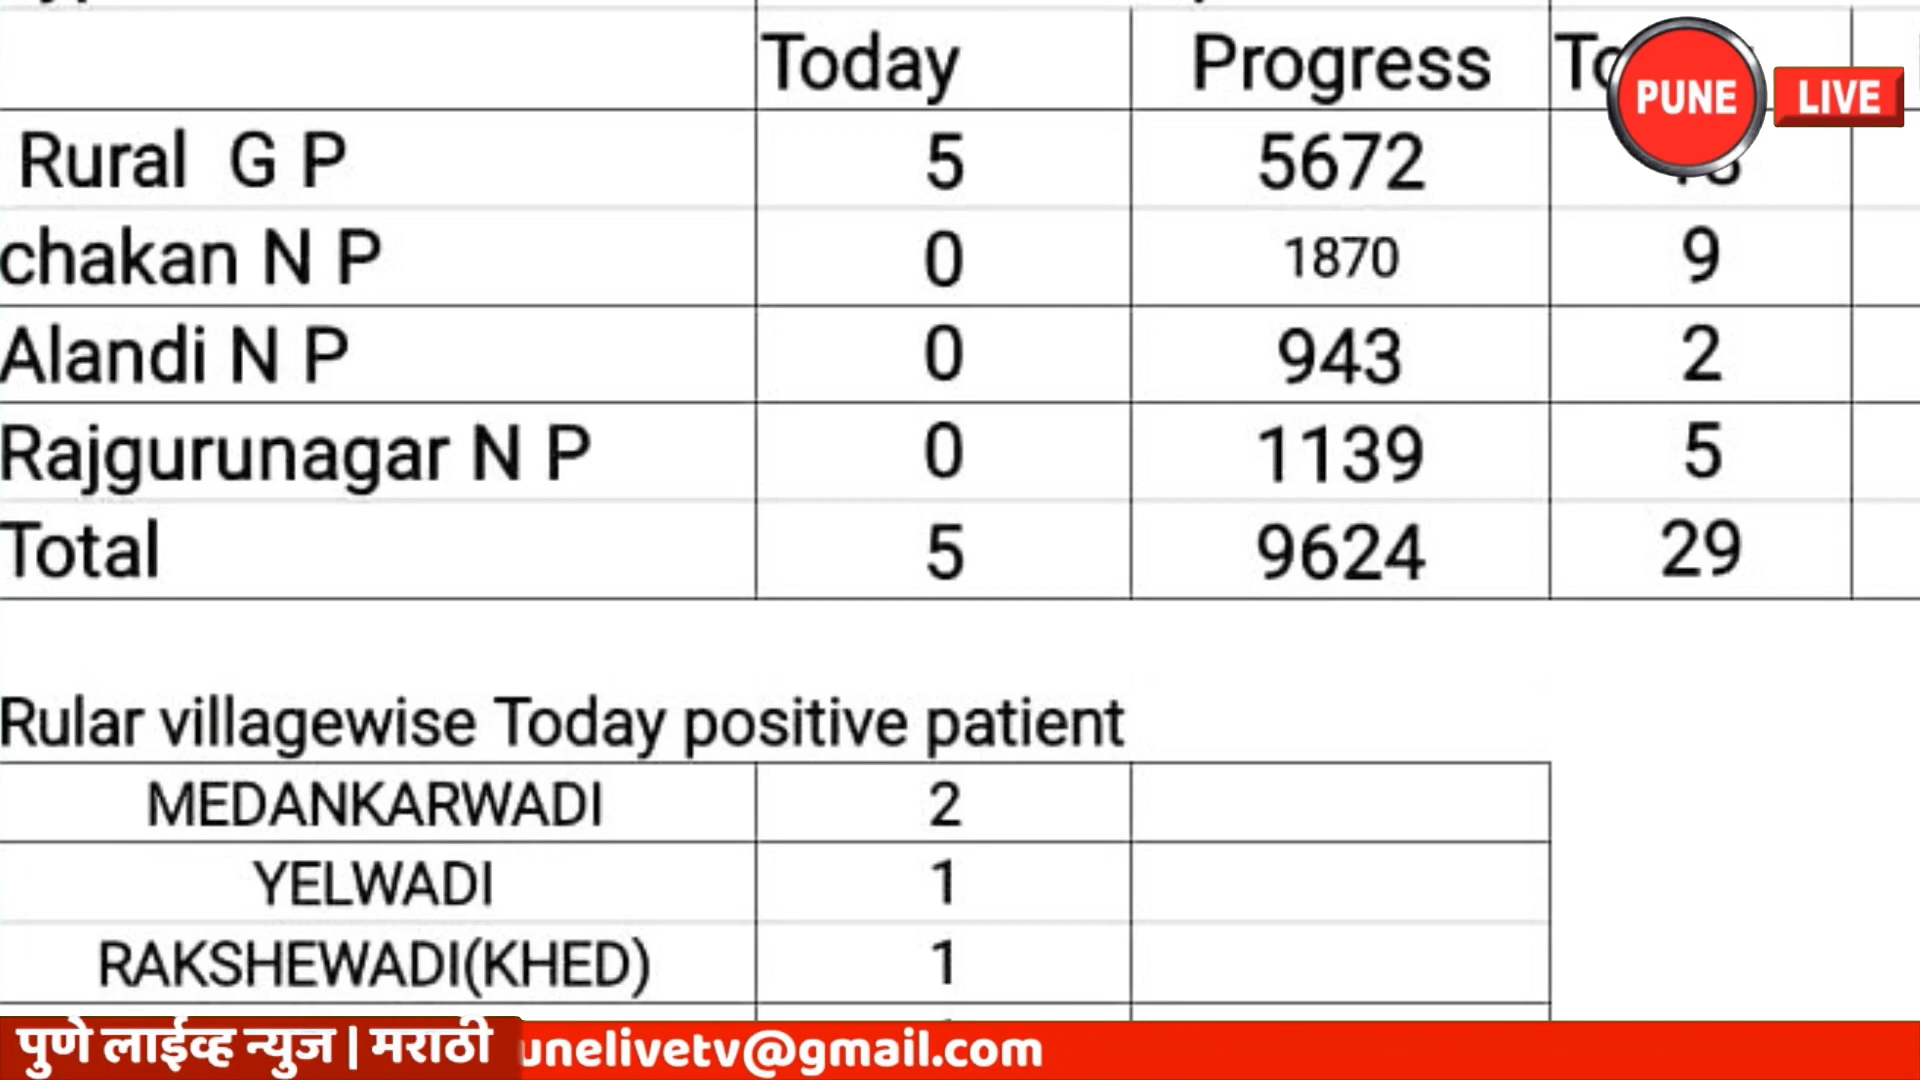 Today Progress PUNE LIVE
Rural G P 5 5672
chakan N P 0 1870 9
Alandi N P 0 943 2
Rajgurunagar N P 0 1139 5
Total 5 9624 29
Rular villagewise Today positive patient
MEDANKARWADI 2
YELWADI 1
RAKSHEWADI(KHED) 1
पुणे लाईव्ह न्युज | मराठी unelivetv@gmail.com